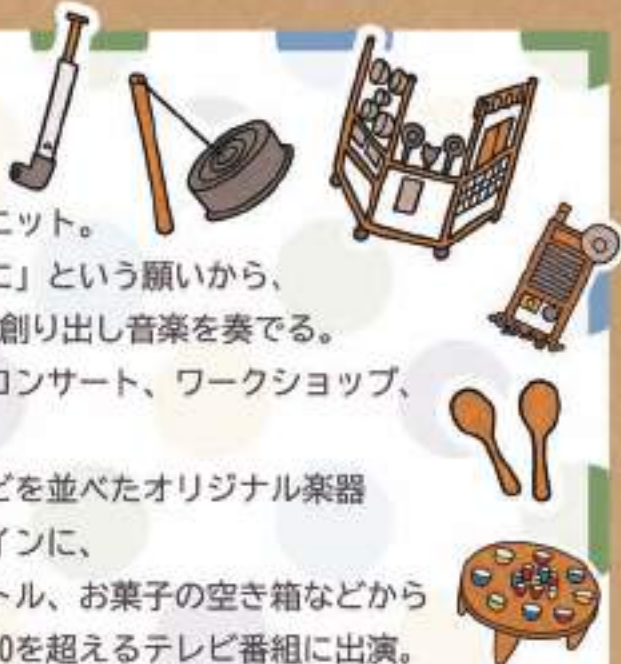 ニット。
に」という願いから、
創り出し音楽を奏でる。
コンサート、ワークショップ、
どを並べたオリジナル楽器
インに、
トル、お菓子の空き箱などから
0を超えるテレビ番組に出演。